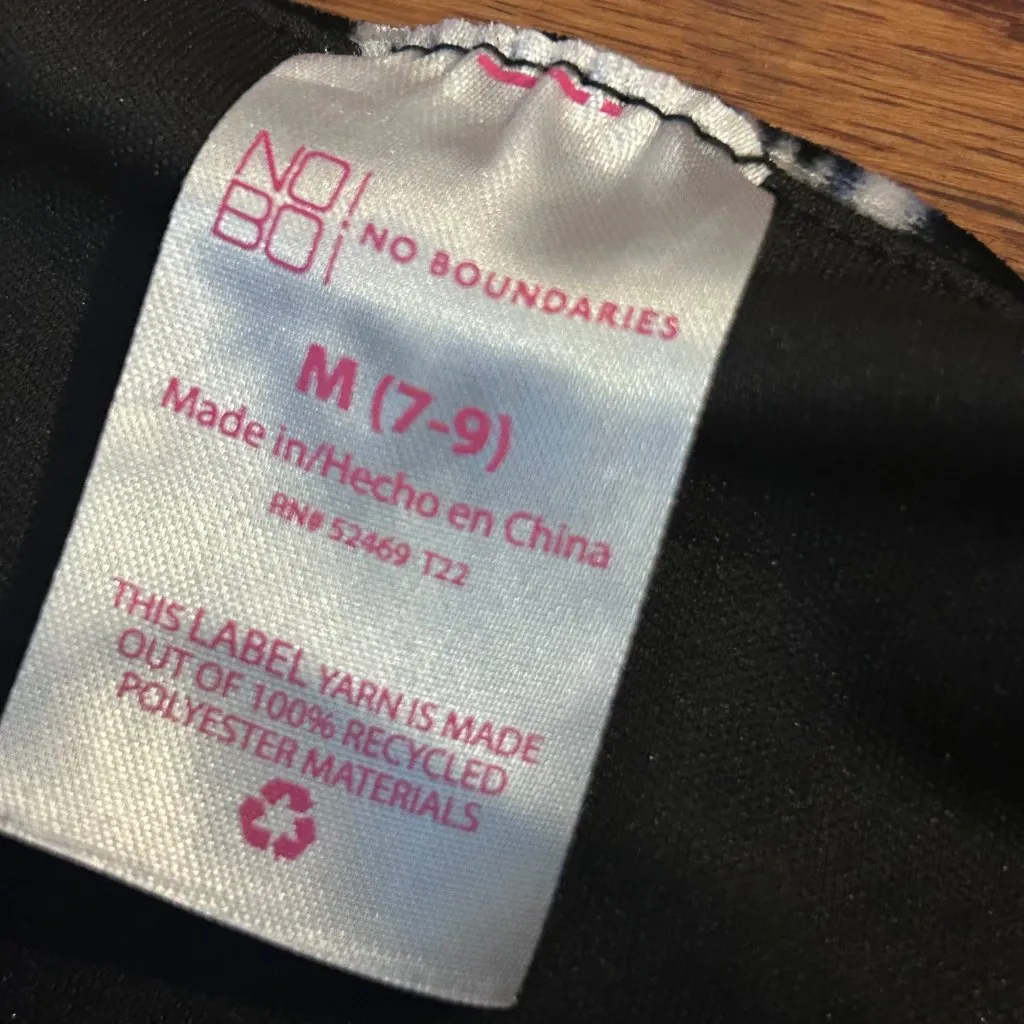 NO
BO
NO BOUNDARIES
M (7-9)
Made in/Hecho en China
RN# 52469 T22
THIS LABEL YARN IS MADE
OUT OF 100% RECYCLED
POLYESTER MATERIALS